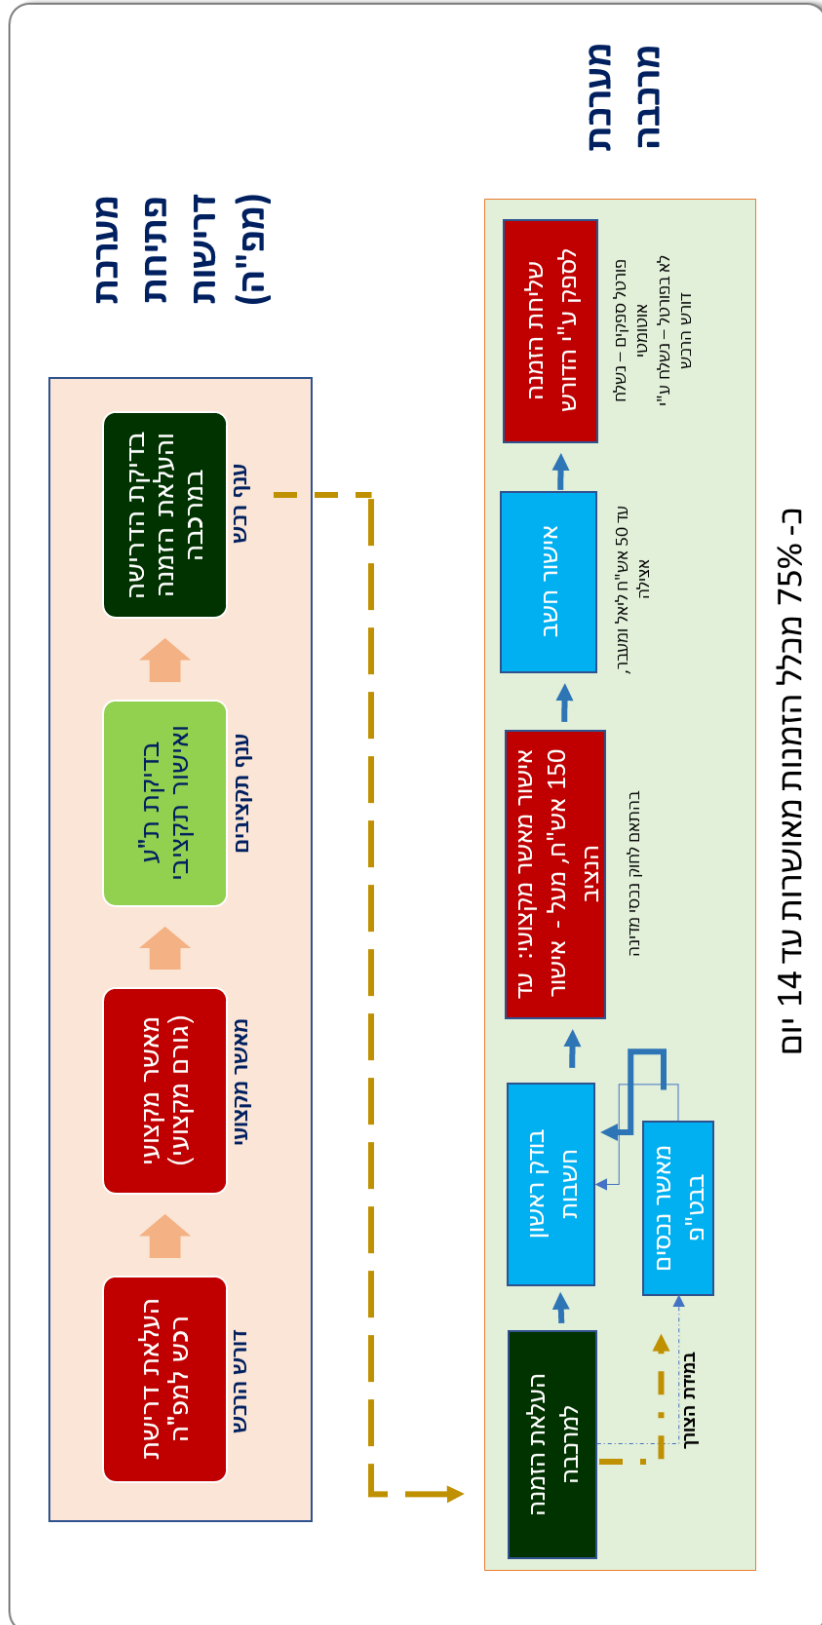 מערכת
פתיחת
דרישות
(מפ"ה)
העלאת דרישת
רכש למפ"ה
דורש הרכש
מאשר מקצועי
(גורם מקצועי)
מאשר מקצועי
בדיקת ת"ע
ואישור תקציבי
ענף תקציבים
בדיקת הדרישה
והעלאת הזמנה
במרכבה
ענף רכש
מערכת
מרכבה
העלאת הזמנה
למרכבה
במידת הצורך
בודק ראשון
חשבות
מאשר נכסים
בבט"פ
אישור מאשר מקצועי: עד
150 אש"ח, מעל - אישור
הנציב
בהתאם לחוק נכסי מדינה
אישור חשב
עד 50 אש"ח ליאל ומעבר,
אצילה
שליחת הזמנה
לספק ע"י הדורש
פורטל ספקים – נשלח
אוטומטי
לא בפורטל – נשלח ע"י
דורש הרכש
כ- 75% מכלל הזמנות מאושרות עד 14 יום